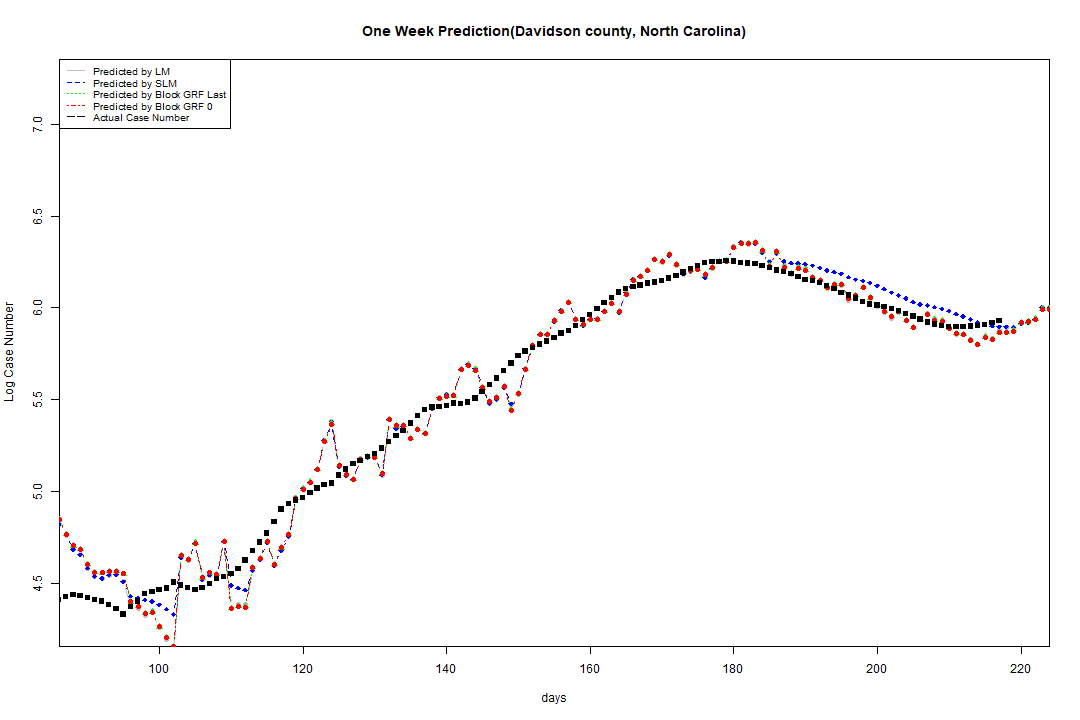 One Week Prediction(Davidson county, North Carolina)
Predicted by LM
Predicted by SLM
Predicted by Block GRF Last
Predicted by Block GRF 0
Actual Case Number
Log Case Number
7.0
6.5
6.0
5.5
5.0
4.5
100 120 140 160 180 200 220
days